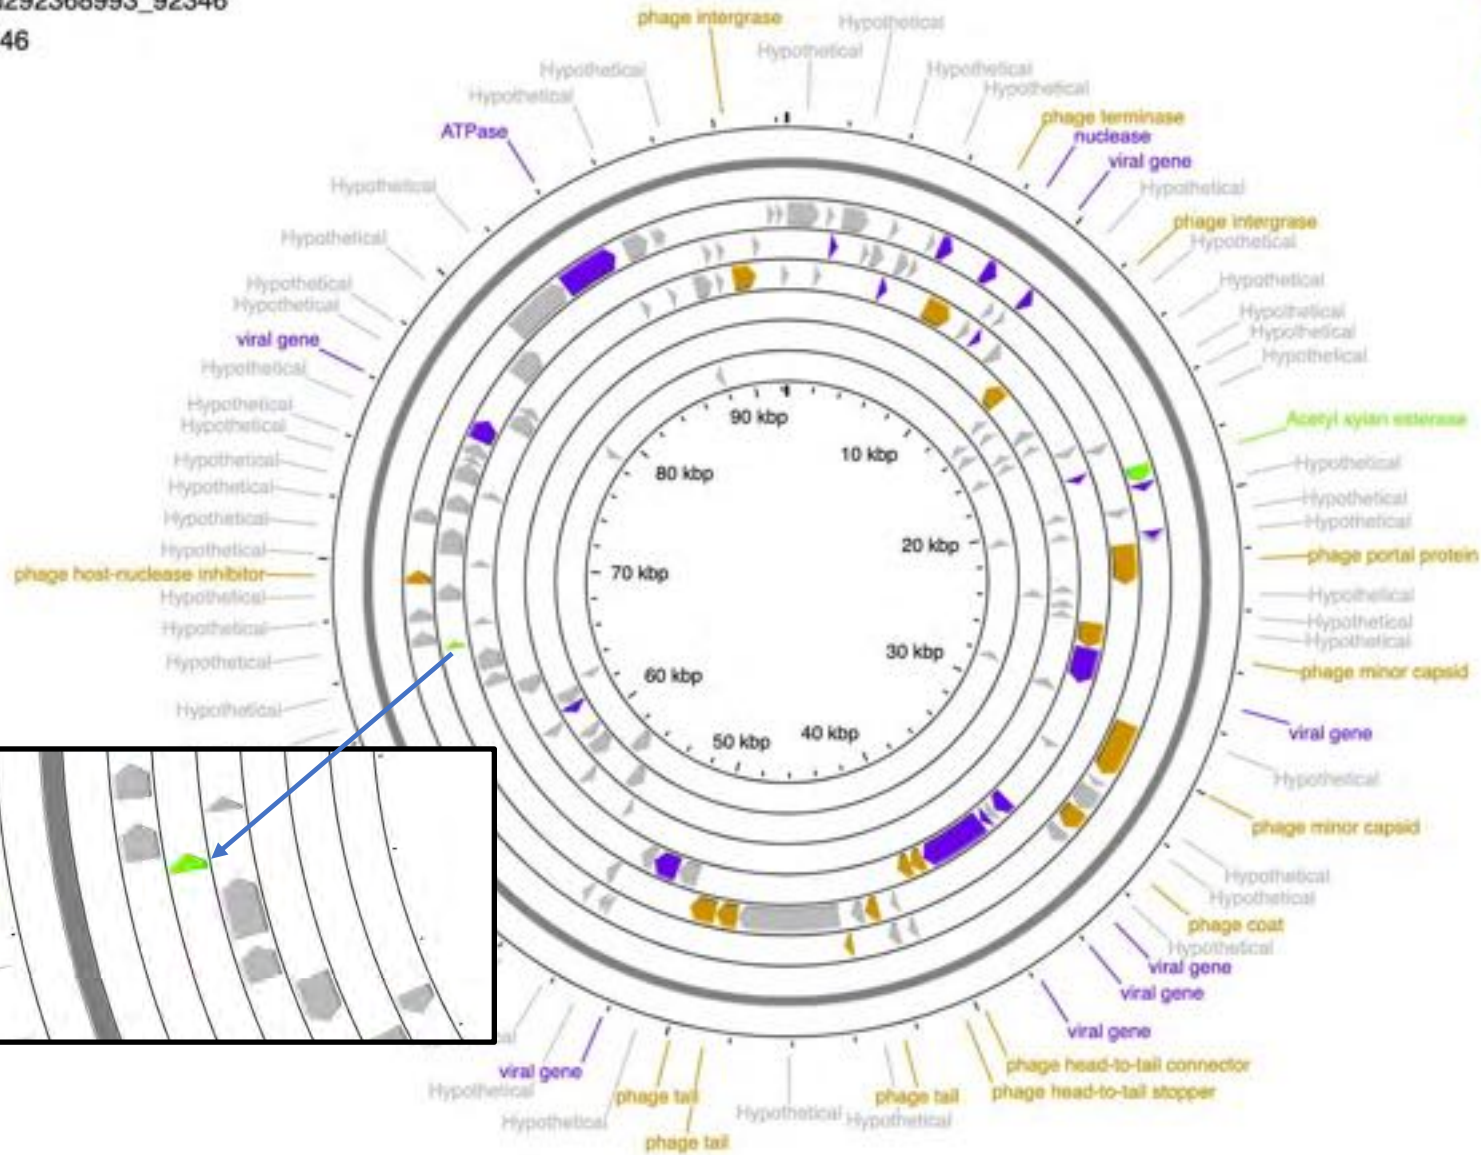 292368993_92346
46
phage intergrase
Hypothetical
Hypothetical
Hypothetical
Hypothetical
Hypothetical
Hypothetical
phage terminase
nuclease
viral gene
Hypothetical
phage intergrase
Hypothetical
Hypothetical
Hypothetical
Hypothetical
Hypothetical
Acetyl xylan esterase
Hypothetical
Hypothetical
Hypothetical
phage portal protein
Hypothetical
Hypothetical
Hypothetical
phage minor capsid
viral gene
Hypothetical
phage minor capsid
Hypothetical
Hypothetical
phage coat
Hypothetical
viral gene
viral gene
viral gene
phage head-to-tail connector
phage head-to-tail stopper
phage tail
Hypothetical
Hypothetical
phage tail
phage tail
Hypothetical
viral gene
Hypothetical
Hypothetical
Hypothetical
Hypothetical
Hypothetical
phage host-nuclease inhibitor
Hypothetical
Hypothetical
Hypothetical
Hypothetical
Hypothetical
Hypothetical
Hypothetical
viral gene
Hypothetical
Hypothetical
Hypothetical
Hypothetical
ATPase
90 kbp
10 kbp
80 kbp
20 kbp
70 kbp
30 kbp
60 kbp
50 kbp
40 kbp